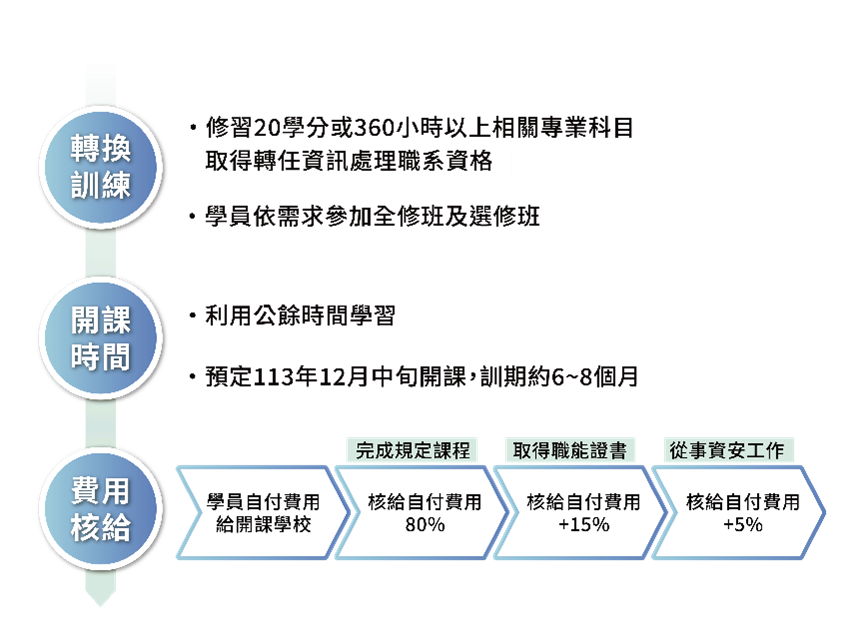 轉換
訓練
・修習20學分或360小時以上相關專業科目
取得轉任資訊處理職系資格
・學員依需求參加全修班及選修班
開課
時間
・利用公餘時間學習
・預定113年12月中旬開課,訓期約6~8個月
費用
核給
學員自付費用
給開課學校
完成規定課程
核給自付費用
80%
取得職能證書
核給自付費用
+15%
從事資安工作
核給自付費用
+5%